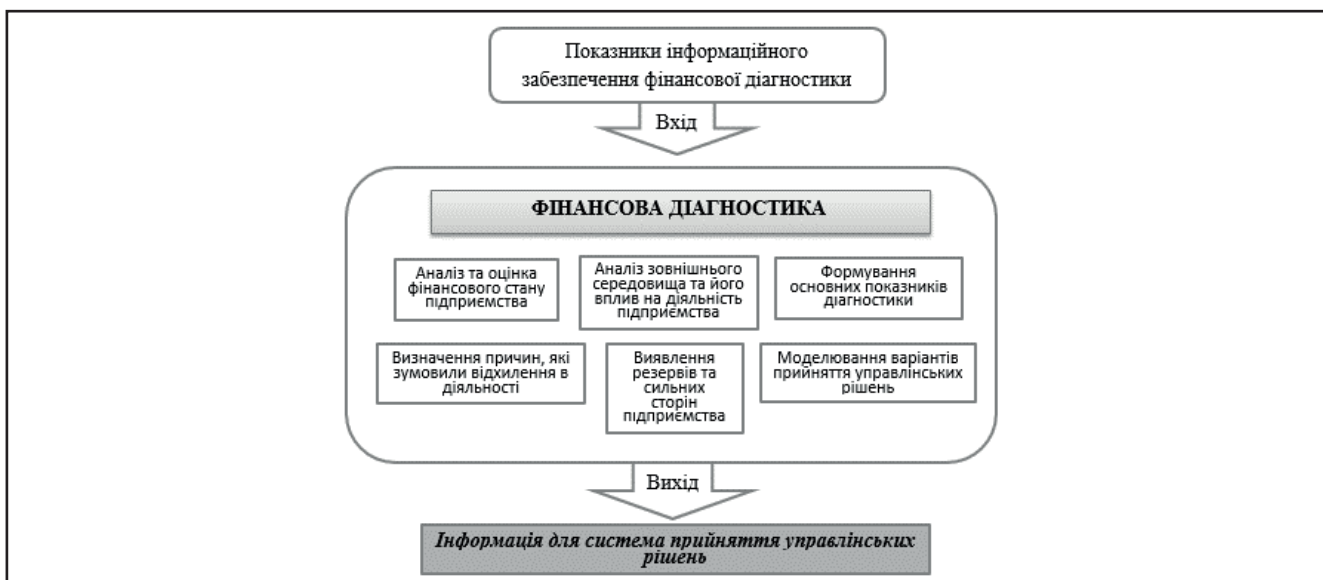 Показники інформаційного
забезпечення фінансової діагностики
Вхід
ФІНАНСОВА ДІАГНОСТИКА
Аналіз та оцінка
фінансового стану
підприємства
Аналіз зовнішнього
середовища та його
вплив на діяльність
підприємства
Формування
основних показників
діагностики
Визначення причин, які
зумовили відхилення в
діяльності
Виявлення
резервів та
сильних
сторін
підприємства
Моделювання варіантів
прийняття управлінських
рішень
Вихід
Інформація для система прийняття управлінських
рішень